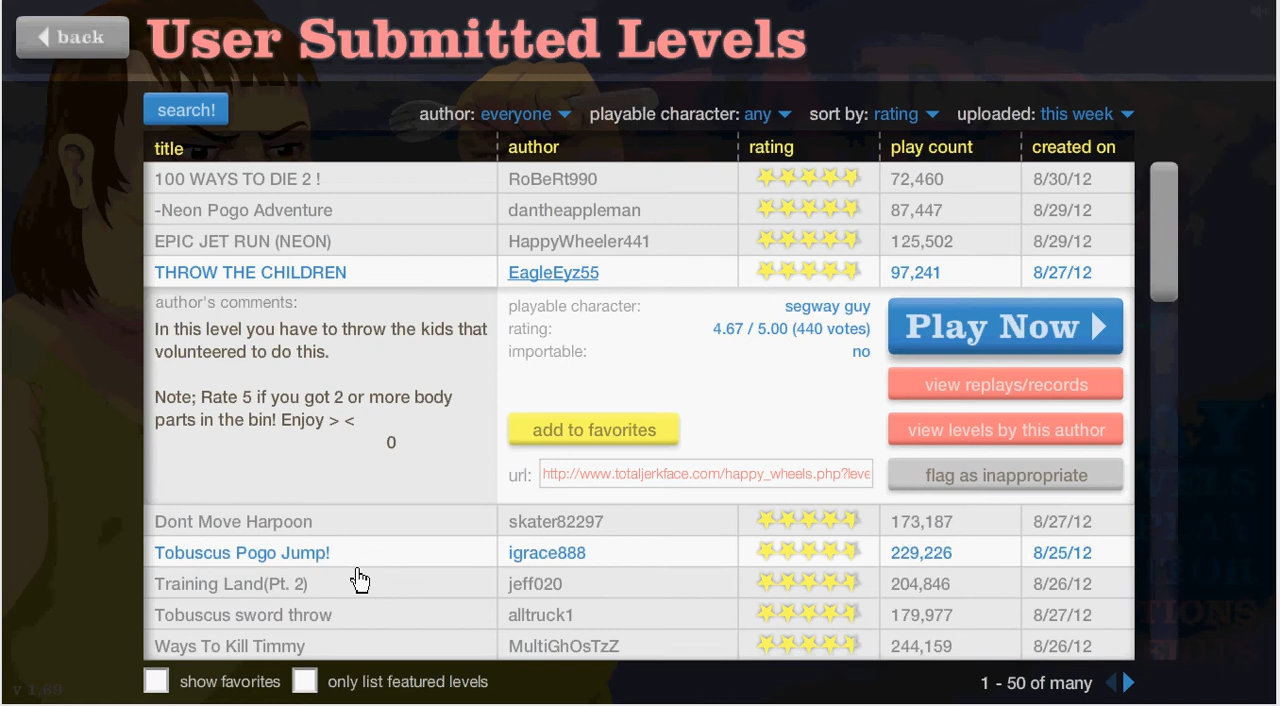 back
User Submitted Levels
search!
author: everyone playable character: any sort by: rating uploaded: this week
title author rating play count created on
100 WAYS TO DIE 2 ! RoBeRt990 72,460 8/30/12
-Neon Pogo Adventure dantheappleman 87,447 8/29/12
EPIC JET RUN (NEON) HappyWheeler441 125,502 8/29/12
THROW THE CHILDREN EagleEyz55 97,241 8/27/12
author's comments:
In this level you have to throw the kids that
volunteered to do this.
Note; Rate 5 if you got 2 or more body
parts in the bin! Enjoy > <
0
playable character: segway guy
rating: 4.67 / 5.00 (440 votes)
importable: no
add to favorites
url: http://www.totaljerkface.com/happy_wheels.php?leve
Play Now
view replays/records
view levels by this author
flag as inappropriate
Dont Move Harpoon skater82297 173,187 8/27/12
Tobuscus Pogo Jump! igrace888 229,226 8/25/12
Training Land(Pt. 2) jeff020 204,846 8/26/12
Tobuscus sword throw alltruck1 179,977 8/27/12
Ways To Kill Timmy MultiGhOsTzZ 244,159 8/26/12
show favorites only list featured levels 1 - 50 of many
v 1.69